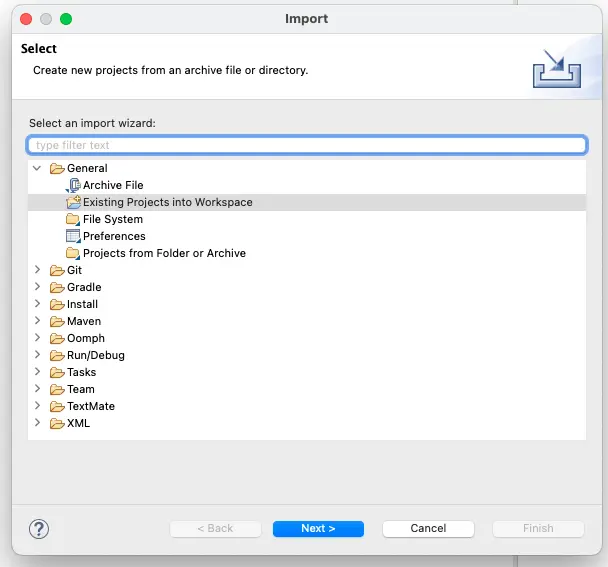 Import
Select
Create new projects from an archive file or directory.
Select an import wizard:
type filter text
General
Archive File
Existing Projects into Workspace
File System
Preferences
Projects from Folder or Archive
Git
Gradle
Install
Maven
Oomph
Run/Debug
Tasks
Team
TextMate
XML
? < Back Next > Cancel Finish